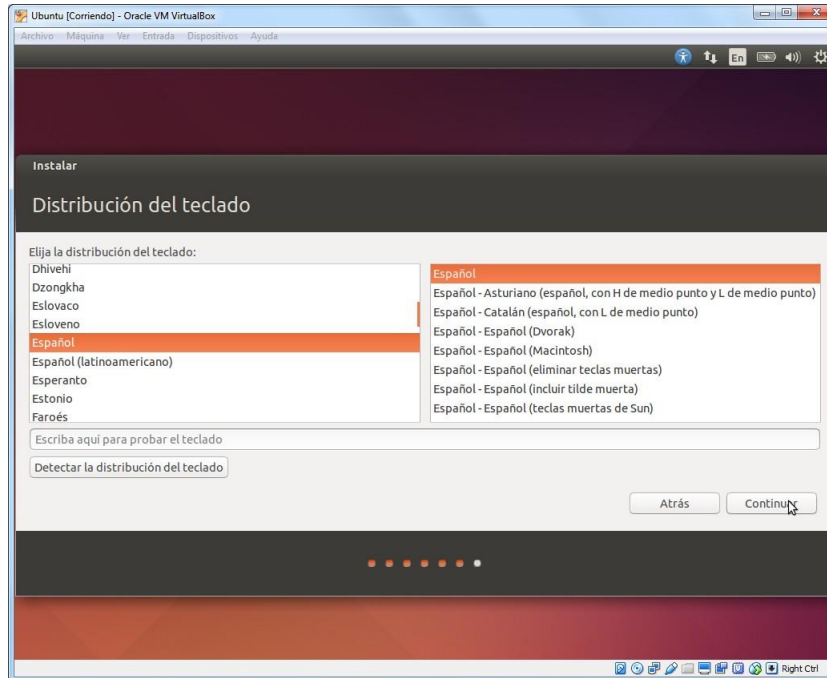 Ubuntu [Corriendo] - Oracle VM VirtualBox
Archivo Máquina Ver Entrada Dispositivos Ayuda
En
Instalar
Distribución del teclado
Elija la distribución del teclado:
Dhivehi
Dzongkha
Eslovaco
Esloveno
Español
Español (latinoamericano)
Esperanto
Estonio
Faroés
Español
Español - Asturiano (español, con H de medio punto y L de medio punto)
Español - Catalán (español, con L de medio punto)
Español - Español (Dvorak)
Español - Español (Macintosh)
Español - Español (eliminar teclas muertas)
Español - Español (incluir tilde muerta)
Español - Español (teclas muertas de Sun)
Escriba aquí para probar el teclado
Detectar la distribución del teclado
Atrás Continuar
Right Ctrl